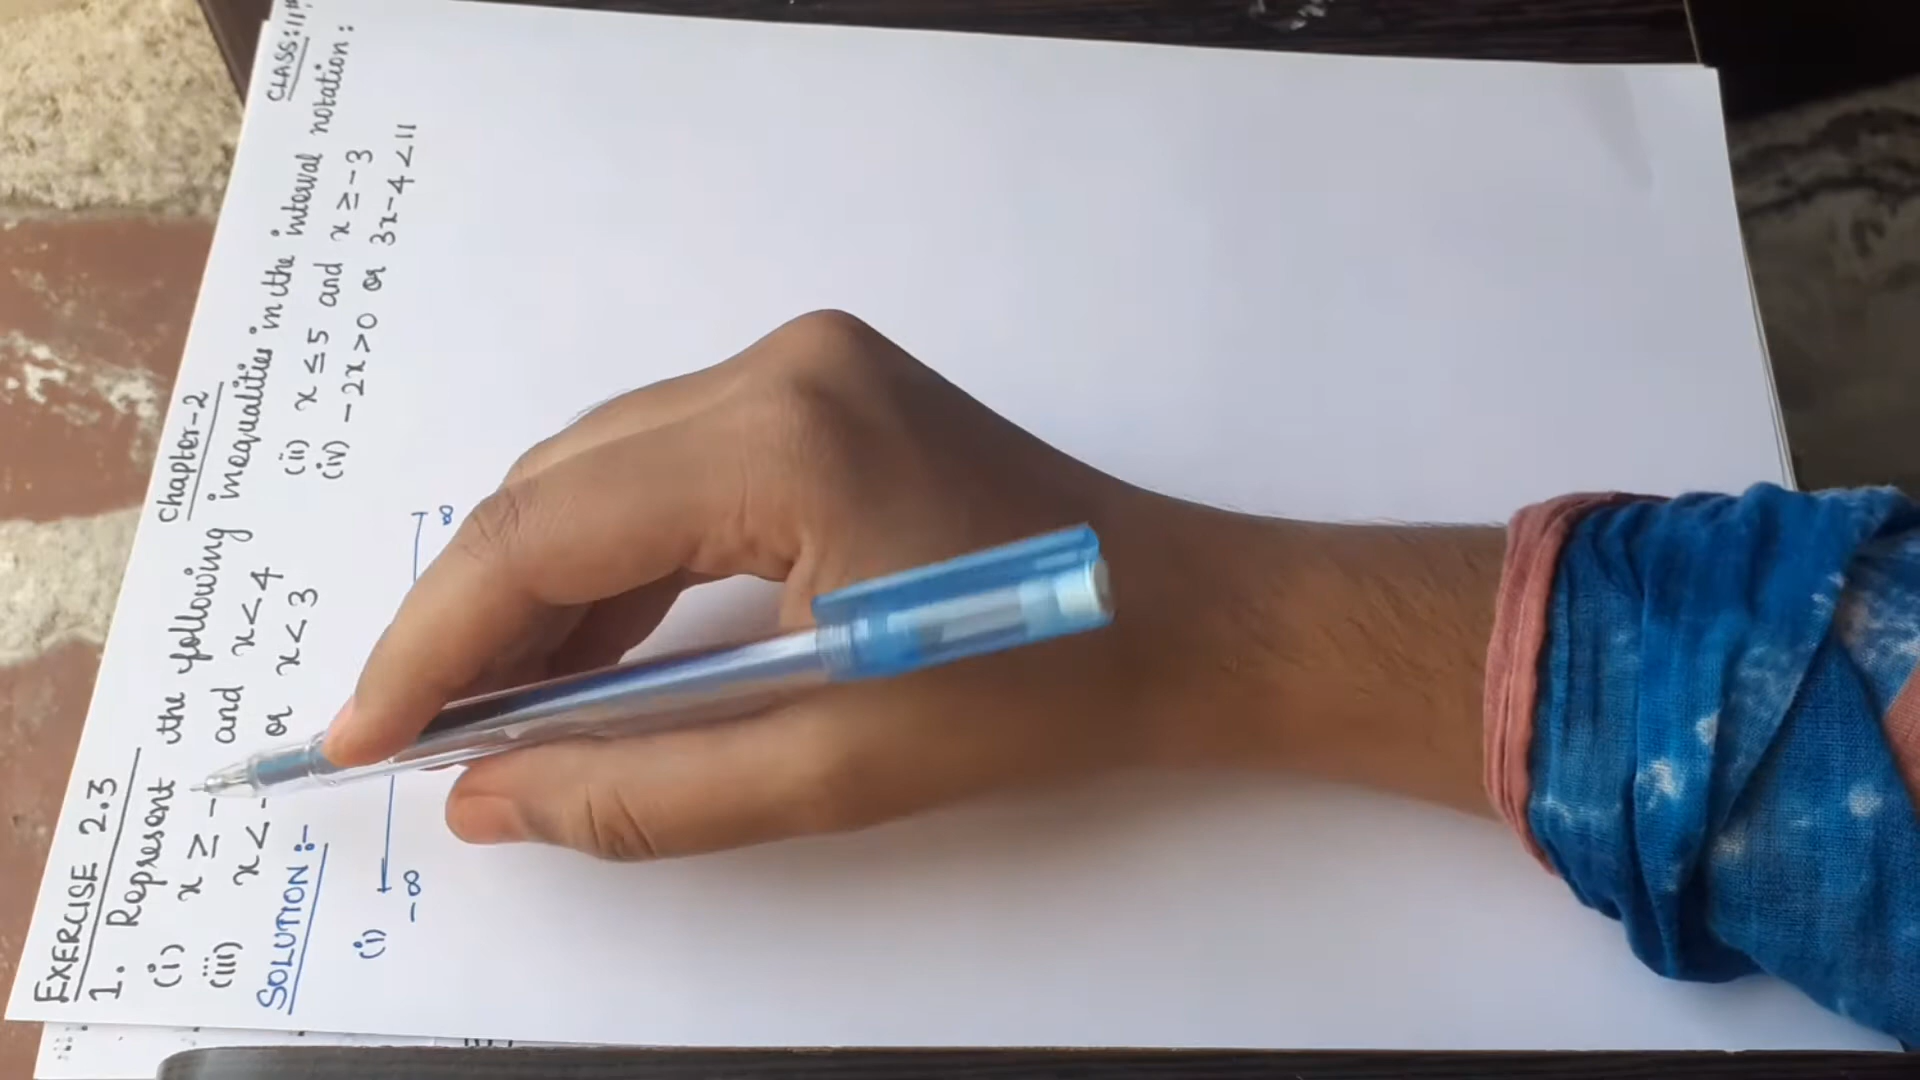 CLASS:11
EXERCISE 2.3 Chapter-2
1. Represent the following inequalities in the interval notation:
(i) x ≥ - and x < 4 (ii) x ≤ 5 and x ≥ -3
(iii) x < - or x < 3 (iv) -2x > 0 or 3x-4 < 11
SOLUTION:-
(i)
-∞ ∞